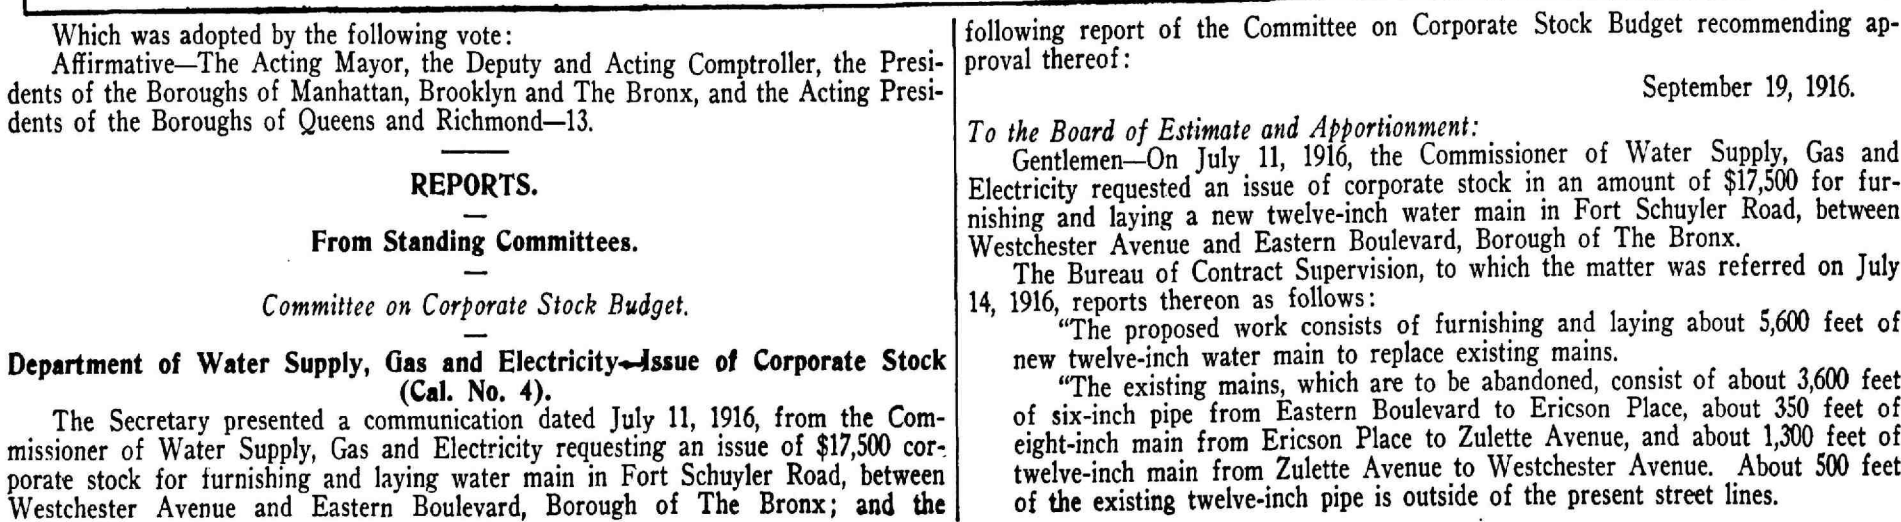 Which was adopted by the following vote:
Affirmative—The Acting Mayor, the Deputy and Acting Comptroller, the Presi-
dents of the Boroughs of Manhattan, Brooklyn and The Bronx, and the Acting Presi-
dents of the Boroughs of Queens and Richmond—13.
REPORTS.
From Standing Committees.
Committee on Corporate Stock Budget.
Department of Water Supply, Gas and Electricity—Issue of Corporate Stock
(Cal. No. 4).
The Secretary presented a communication dated July 11, 1916, from the Com-
missioner of Water Supply, Gas and Electricity requesting an issue of $17,500 cor-
porate stock for furnishing and laying water main in Fort Schuyler Road, between
Westchester Avenue and Eastern Boulevard, Borough of The Bronx; and the
following report of the Committee on Corporate Stock Budget recommending ap-
proval thereof:
September 19, 1916.
To the Board of Estimate and Apportionment:
Gentlemen—On July 11, 1916, the Commissioner of Water Supply, Gas and
Electricity requested an issue of corporate stock in an amount of $17,500 for fur-
nishing and laying a new twelve-inch water main in Fort Schuyler Road, between
Westchester Avenue and Eastern Boulevard, Borough of The Bronx.
The Bureau of Contract Supervision, to which the matter was referred on July
14, 1916, reports thereon as follows:
"The proposed work consists of furnishing and laying about 5,600 feet of
new twelve-inch water main to replace existing mains.
"The existing mains, which are to be abandoned, consist of about 3,600 feet
of six-inch pipe from Eastern Boulevard to Ericson Place, about 350 feet of
eight-inch main from Ericson Place to Zulette Avenue, and about 1,300 feet of
twelve-inch main from Zulette Avenue to Westchester Avenue. About 500 feet
of the existing twelve-inch pipe is outside of the present street lines.